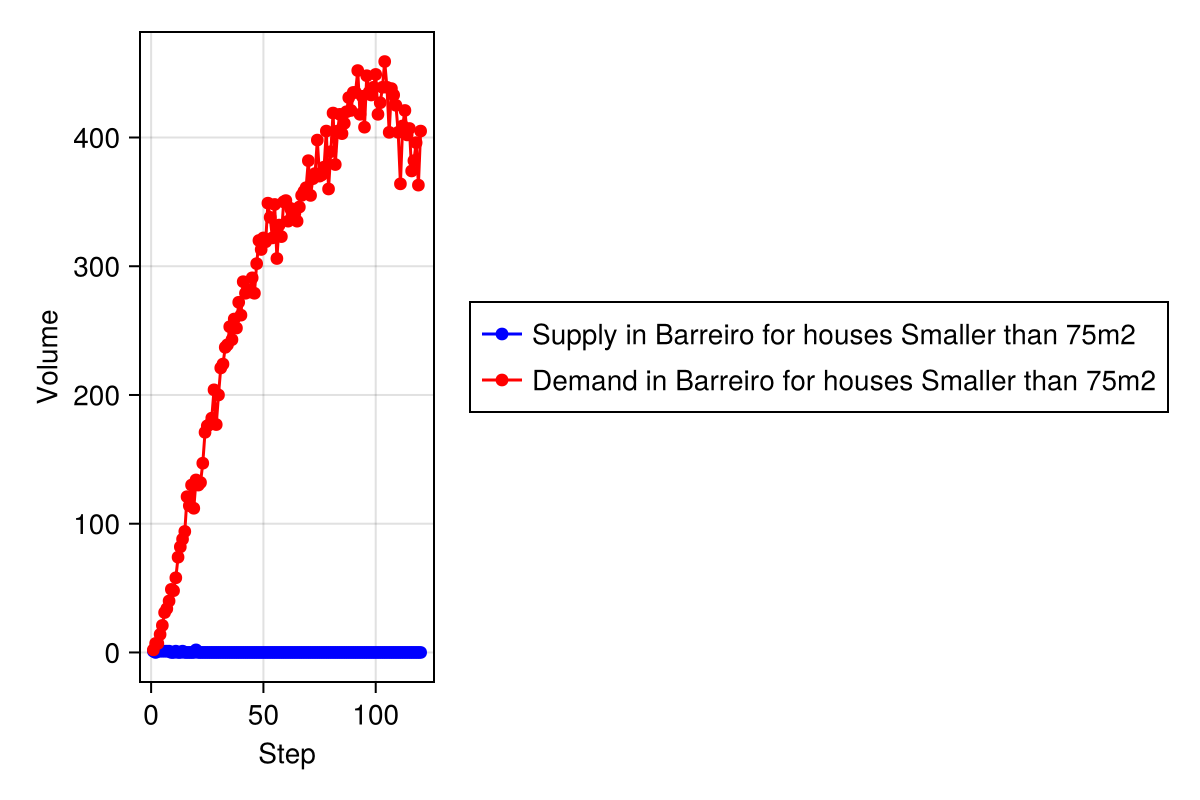 400
300
200
100
0
Volume
0 50 100
Step
Supply in Barreiro for houses Smaller than 75m2
Demand in Barreiro for houses Smaller than 75m2